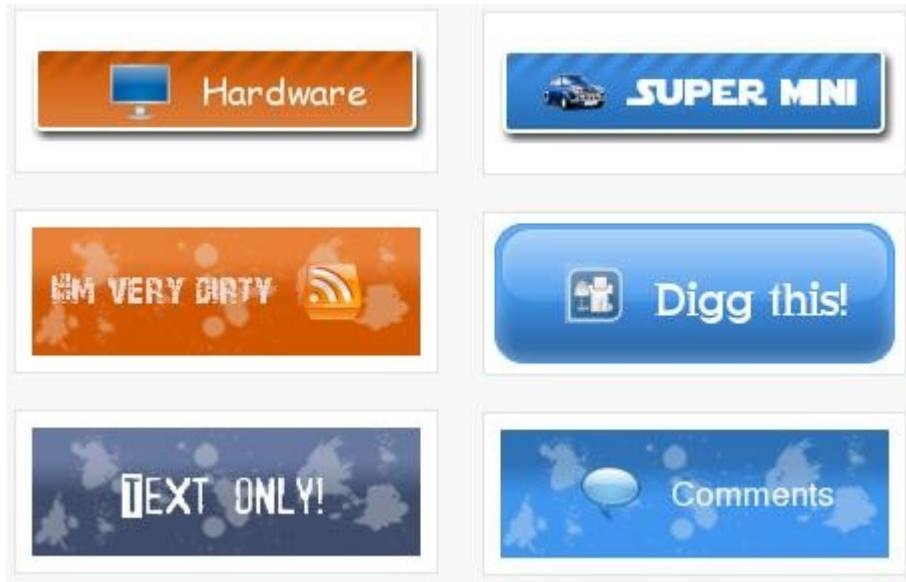 Hardware
SUPER MINI
I'M VERY DIRTY
Digg this!
TEXT ONLY!
Comments